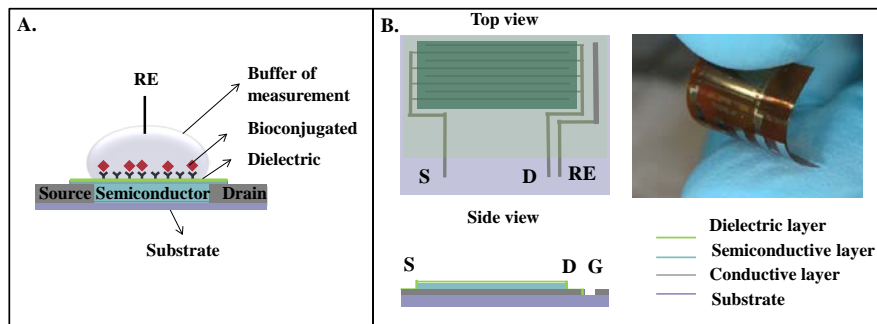 A.
RE
Buffer of
measurement
Bioconjugated
Dielectric
Source Semiconductor Drain
Substrate
B.
Top view
S D RE
Side view
S D G
Dielectric layer
Semiconductive layer
Conductive layer
Substrate